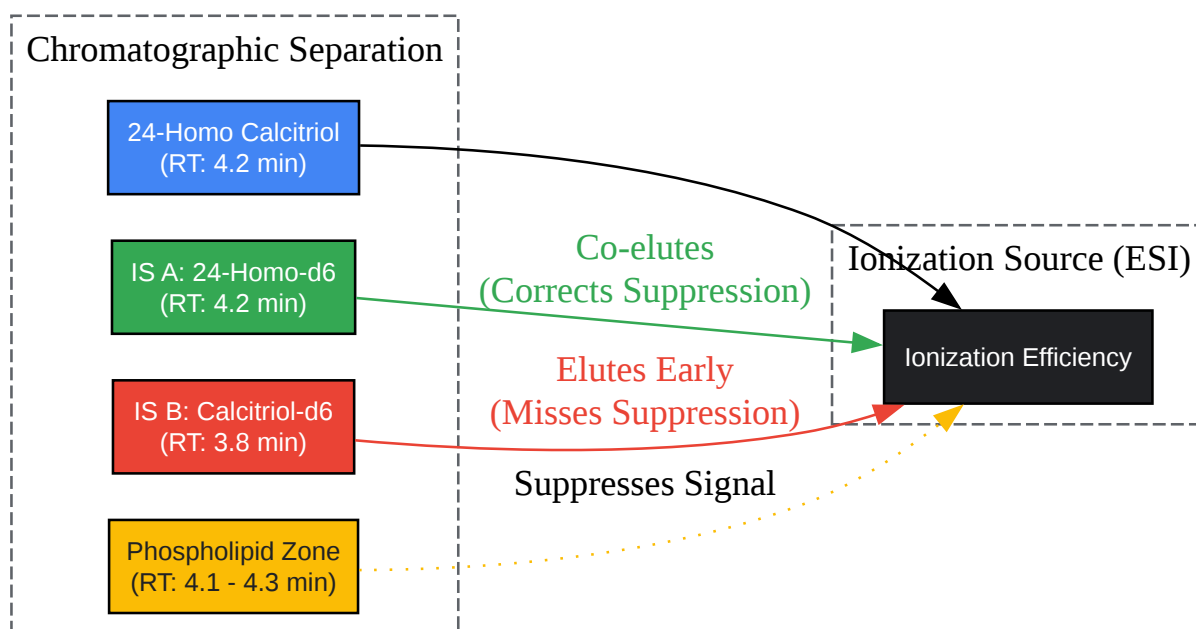 Chromatographic Separation
24-Homo Calcitriol
(RT: 4.2 min)
IS A: 24-Homo-d6
(RT: 4.2 min)
IS B: Calcitriol-d6
(RT: 3.8 min)
Phospholipid Zone
(RT: 4.1 - 4.3 min)
Co-elutes
(Corrects Suppression)
Elutes Early
(Misses Suppression)
Suppresses Signal
Ionization Source (ESI)
Ionization Efficiency